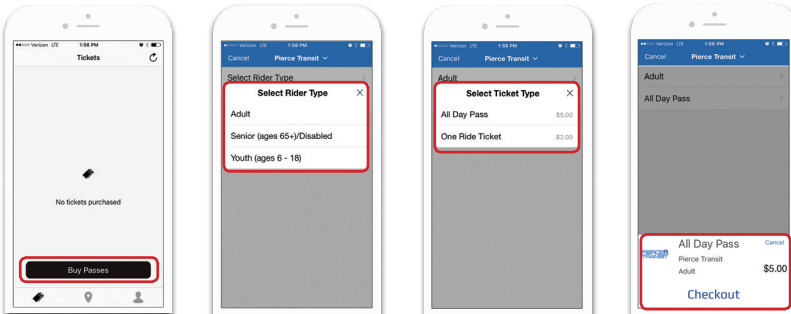 Verizon LTE 1:56 PM
Tickets
No tickets purchased
Buy Passes
Verizon LTE 1:56 PM
Cancel Pierce Transit
Select Rider Type
Select Rider Type
Adult
Senior (ages 65+)/Disabled
Youth (ages 6 - 18)
Verizon LTE 1:56 PM
Cancel Pierce Transit
Adult
Select Ticket Type
All Day Pass $5.00
One Ride Ticket $2.00
Verizon LTE 1:56 PM
Cancel Pierce Transit
Adult
All Day Pass
All Day Pass Cancel
PIERCE TRANSIT
Pierce Transit
Adult $5.00
Checkout